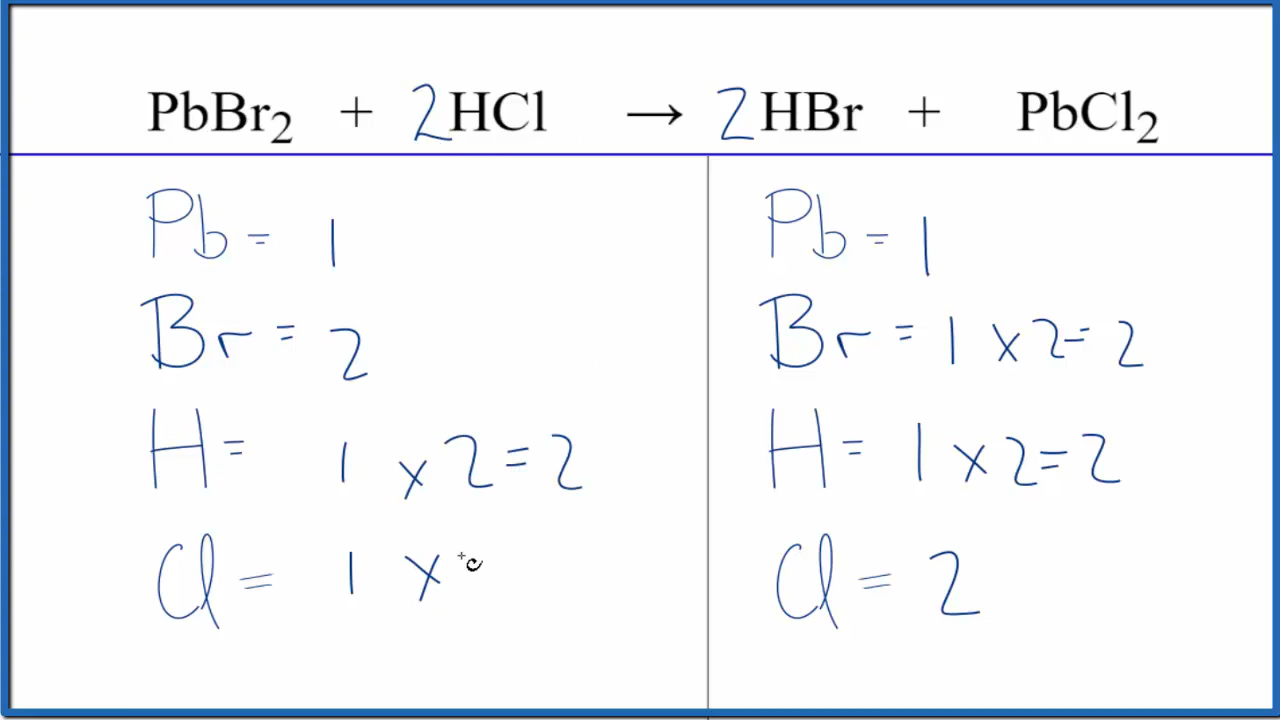 PbBr₂ + 2HCl → 2HBr + PbCl₂
Pb = 1
Br = 2
H = 1 x 2 = 2
Cl = 1 x
Pb = 1
Br = 1 x 2 = 2
H = 1 x 2 = 2
Cl = 2